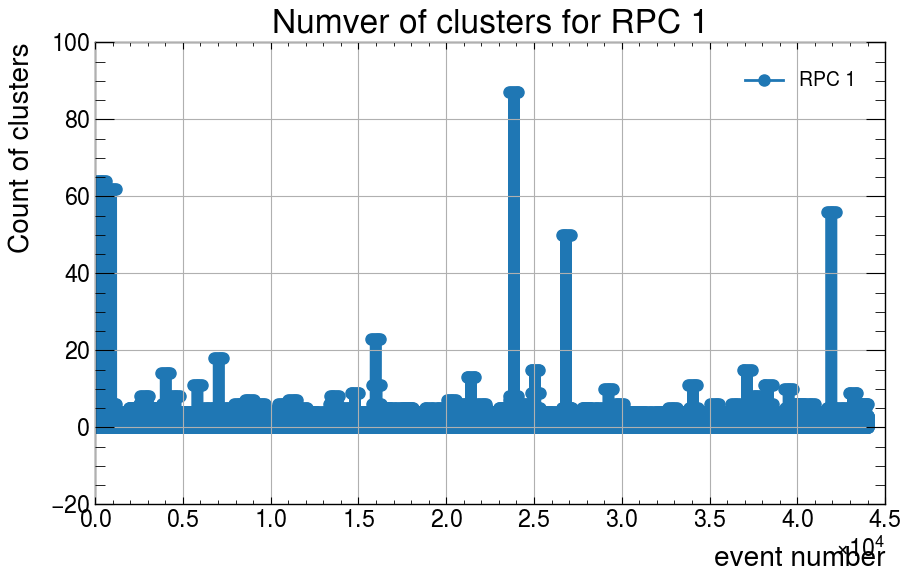 Numver of clusters for RPC 1
Count of clusters
RPC 1
100
80
60
40
20
0
−20
0.0 0.5 1.0 1.5 2.0 2.5 3.0 3.5 4.0 4.5
×10⁴
event number